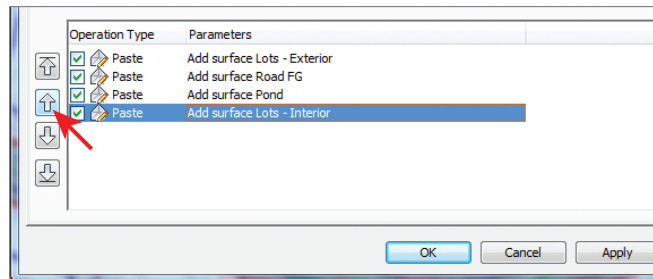 Operation Type Parameters
Paste Add surface Lots - Exterior
Paste Add surface Road FG
Paste Add surface Pond
Paste Add surface Lots - Interior
OK Cancel Apply